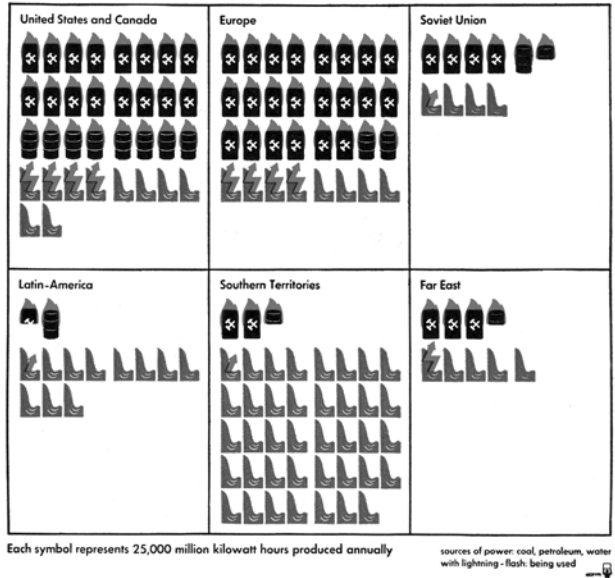 United States and Canada
Europe
Soviet Union
Latin-America
Southern Territories
Far East
Each symbol represents 25,000 million kilowatt hours produced annually
sources of power: coal, petroleum, water
with lightning - flash: being used